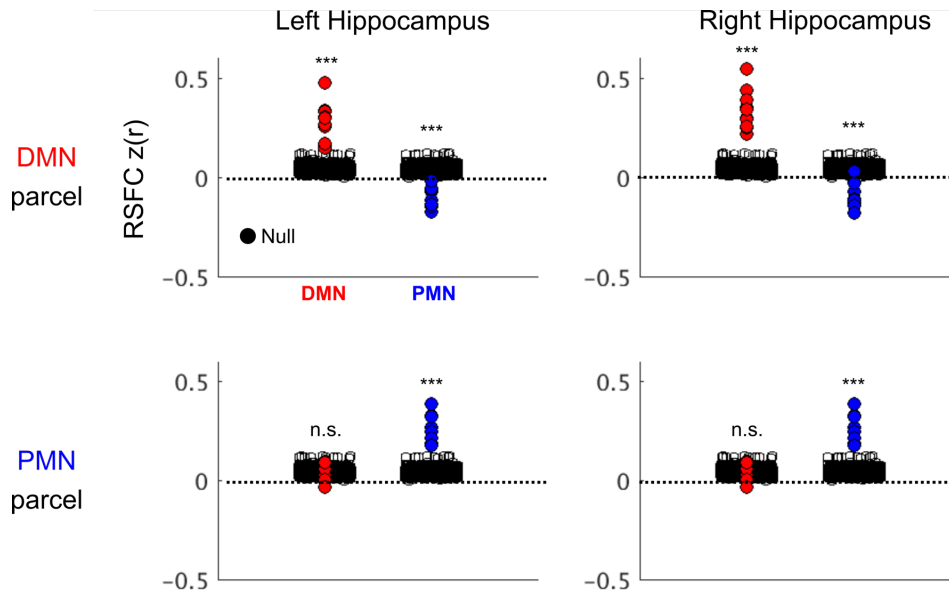 Left Hippocampus
Right Hippocampus
DMN
parcel
RSFC z(r)
0.5
0
−0.5
***
***
Null
DMN
PMN
0.5
0
−0.5
***
***
PMN
parcel
0.5
0
−0.5
n.s.
***
0.5
0
−0.5
n.s.
***